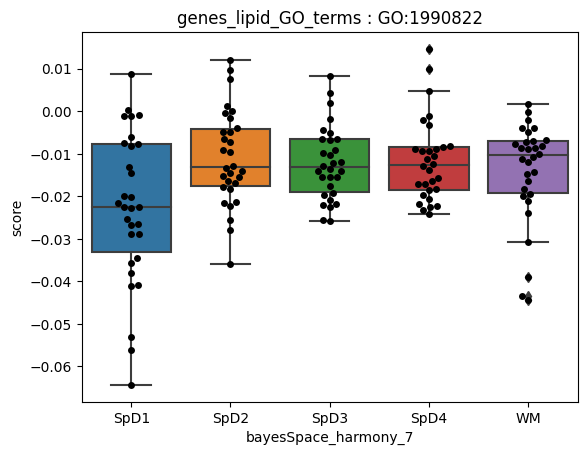 genes_lipid_GO_terms : GO:1990822
0.01
0.00
−0.01
−0.02
−0.03
−0.04
−0.05
−0.06
score
SpD1 SpD2 SpD3 SpD4 WM
bayesSpace_harmony_7